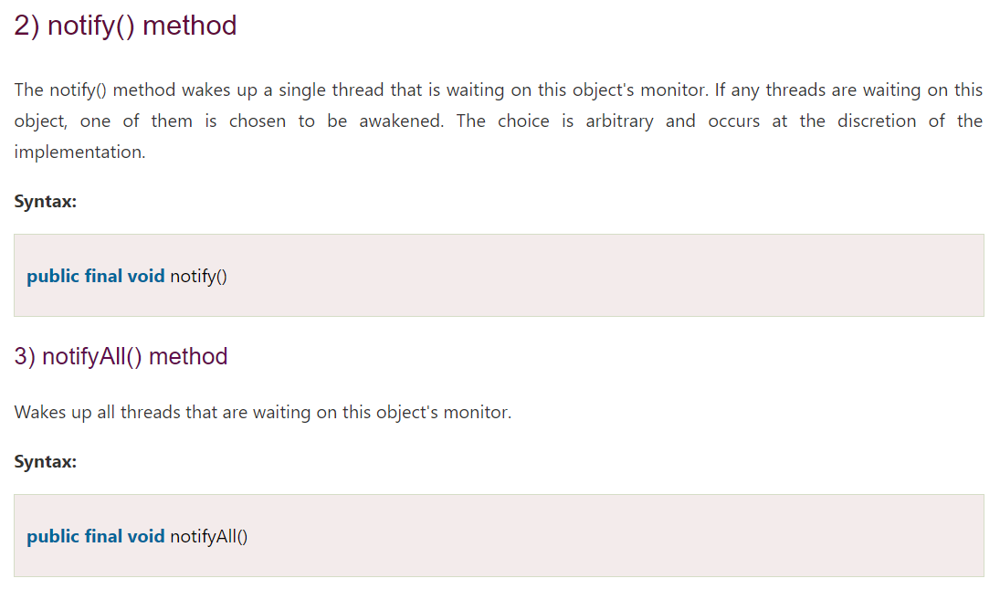 2) notify() method
The notify() method wakes up a single thread that is waiting on this object's monitor. If any threads are waiting on this
object, one of them is chosen to be awakened. The choice is arbitrary and occurs at the discretion of the
implementation.
Syntax:
public final void notify()
3) notifyAll() method
Wakes up all threads that are waiting on this object's monitor.
Syntax:
public final void notifyAll()